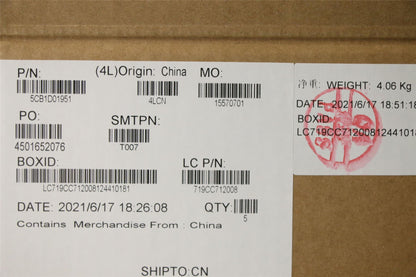 P/N:
(4L)Origin: China
MO:
5CB1D01951
4LCN
15570701
PO:
SMTPN:
4501652076
T007
BOXID:
LC P/N:
LC719CC712008124410181
719CC712008
DATE: 2021/6/17 18:26:08
QTY:
5
Contains Merchandise From : China
SHIPTO:CN
净重: WEIGHT: 4.06 Kg
DATE: 2021/6/17 18:51:18
BOXID:
LC719CC712008124410181